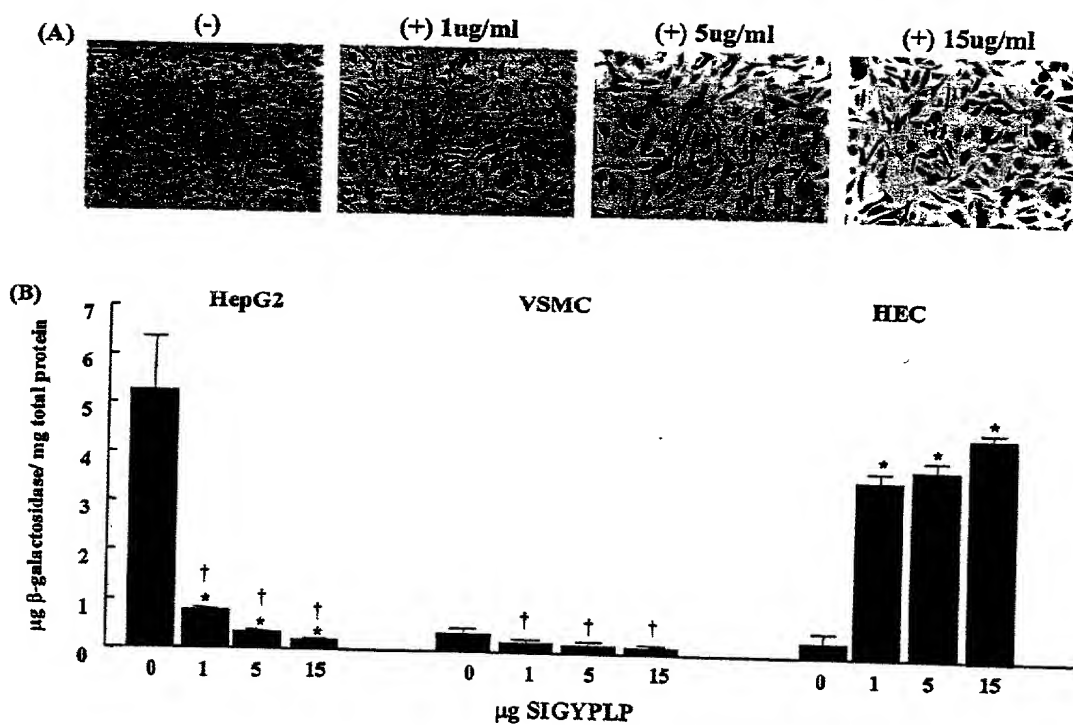 (A)
(-)
(+) 1ug/ml
(+) 5ug/ml
(+) 15ug/ml
(B)
HepG2
VSMC
HEC
µg β-galactosidase/ mg total protein
7
6
5
4
3
2
1
0
†
*
†
*
†
*
†
†
†
*
*
*
0 1 5 15
0 1 5 15
0 1 5 15
µg SIGYPLP